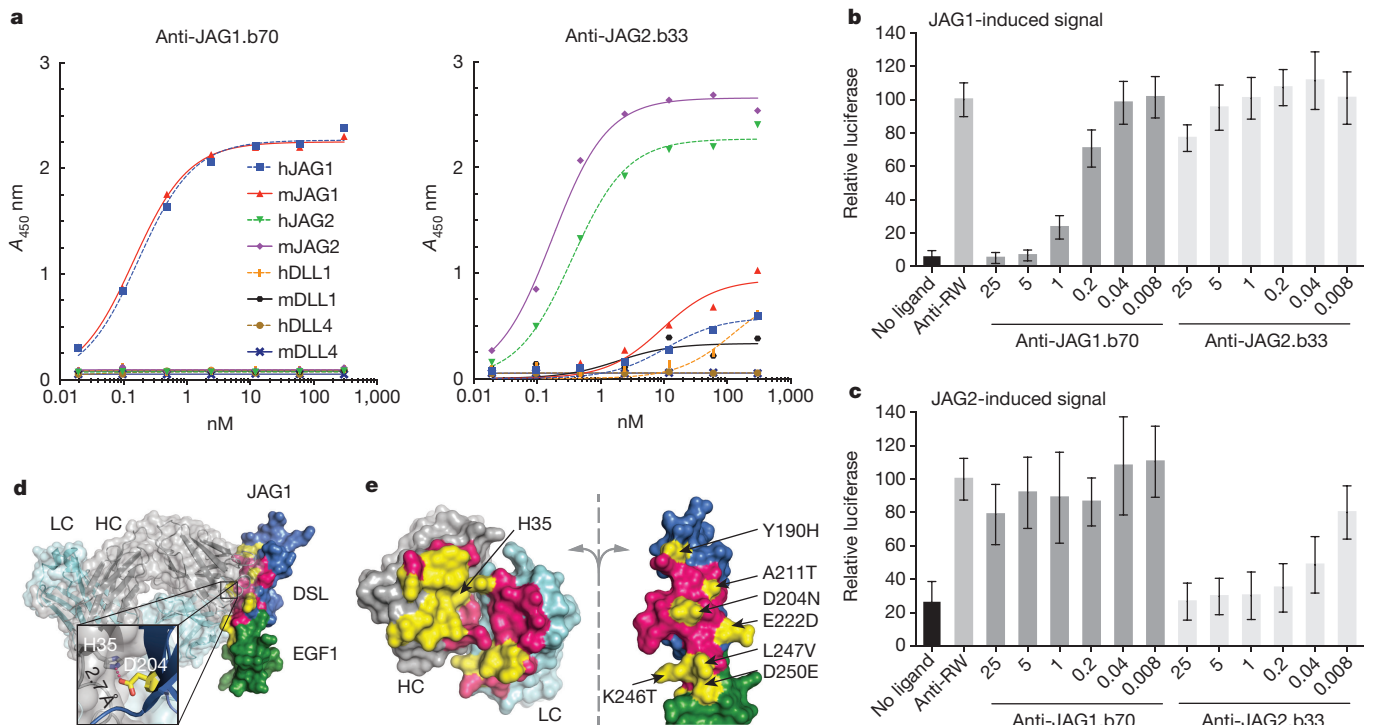 a
Anti-JAG1.b70
3
2
1
0
A450 nm
0.01 0.1 1 10 100 1,000
nM
hJAG1
mJAG1
hJAG2
mJAG2
hDLL1
mDLL1
hDLL4
mDLL4
Anti-JAG2.b33
3
2
1
0
A450 nm
0.01 0.1 1 10 100 1,000
nM
b
JAG1-induced signal
140
120
100
80
60
40
20
0
Relative luciferase
No ligand
Anti-RW
25 5 1 0.2 0.04 0.008
25 5 1 0.2 0.04 0.008
Anti-JAG1.b70
Anti-JAG2.b33
c
JAG2-induced signal
140
120
100
80
60
40
20
0
Relative luciferase
No ligand
Anti-RW
25 5 1 0.2 0.04 0.008
25 5 1 0.2 0.04 0.008
Anti-JAG1.b70
Anti-JAG2.b33
d
JAG1
LC
HC
DSL
EGF1
H35
D204
2.7 Å
e
H35
HC
LC
Y190H
A211T
D204N
E222D
L247V
D250E
K246T